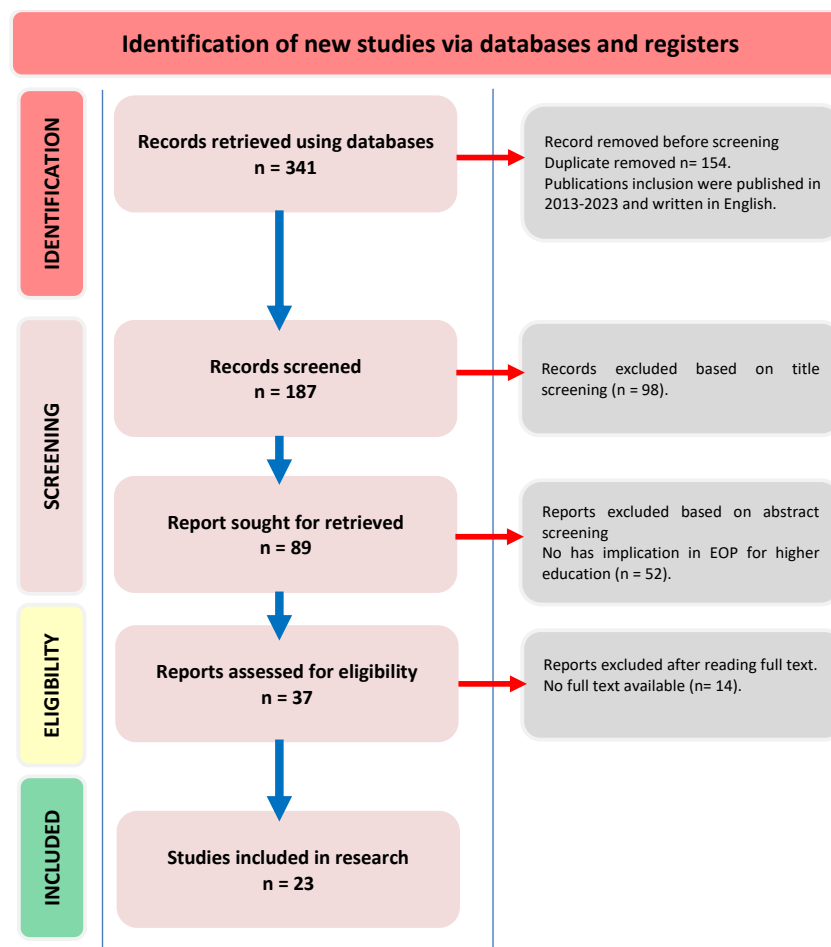 Identification of new studies via databases and registers
IDENTIFICATION
Records retrieved using databases
n = 341
Record removed before screening
Duplicate removed n= 154.
Publications inclusion were published in
2013-2023 and written in English.
SCREENING
Records screened
n = 187
Records excluded based on title
screening (n = 98).
Report sought for retrieved
n = 89
Reports excluded based on abstract
screening
No has implication in EOP for higher
education (n = 52).
ELIGIBILITY
Reports assessed for eligibility
n = 37
Reports excluded after reading full text.
No full text available (n= 14).
INCLUDED
Studies included in research
n = 23